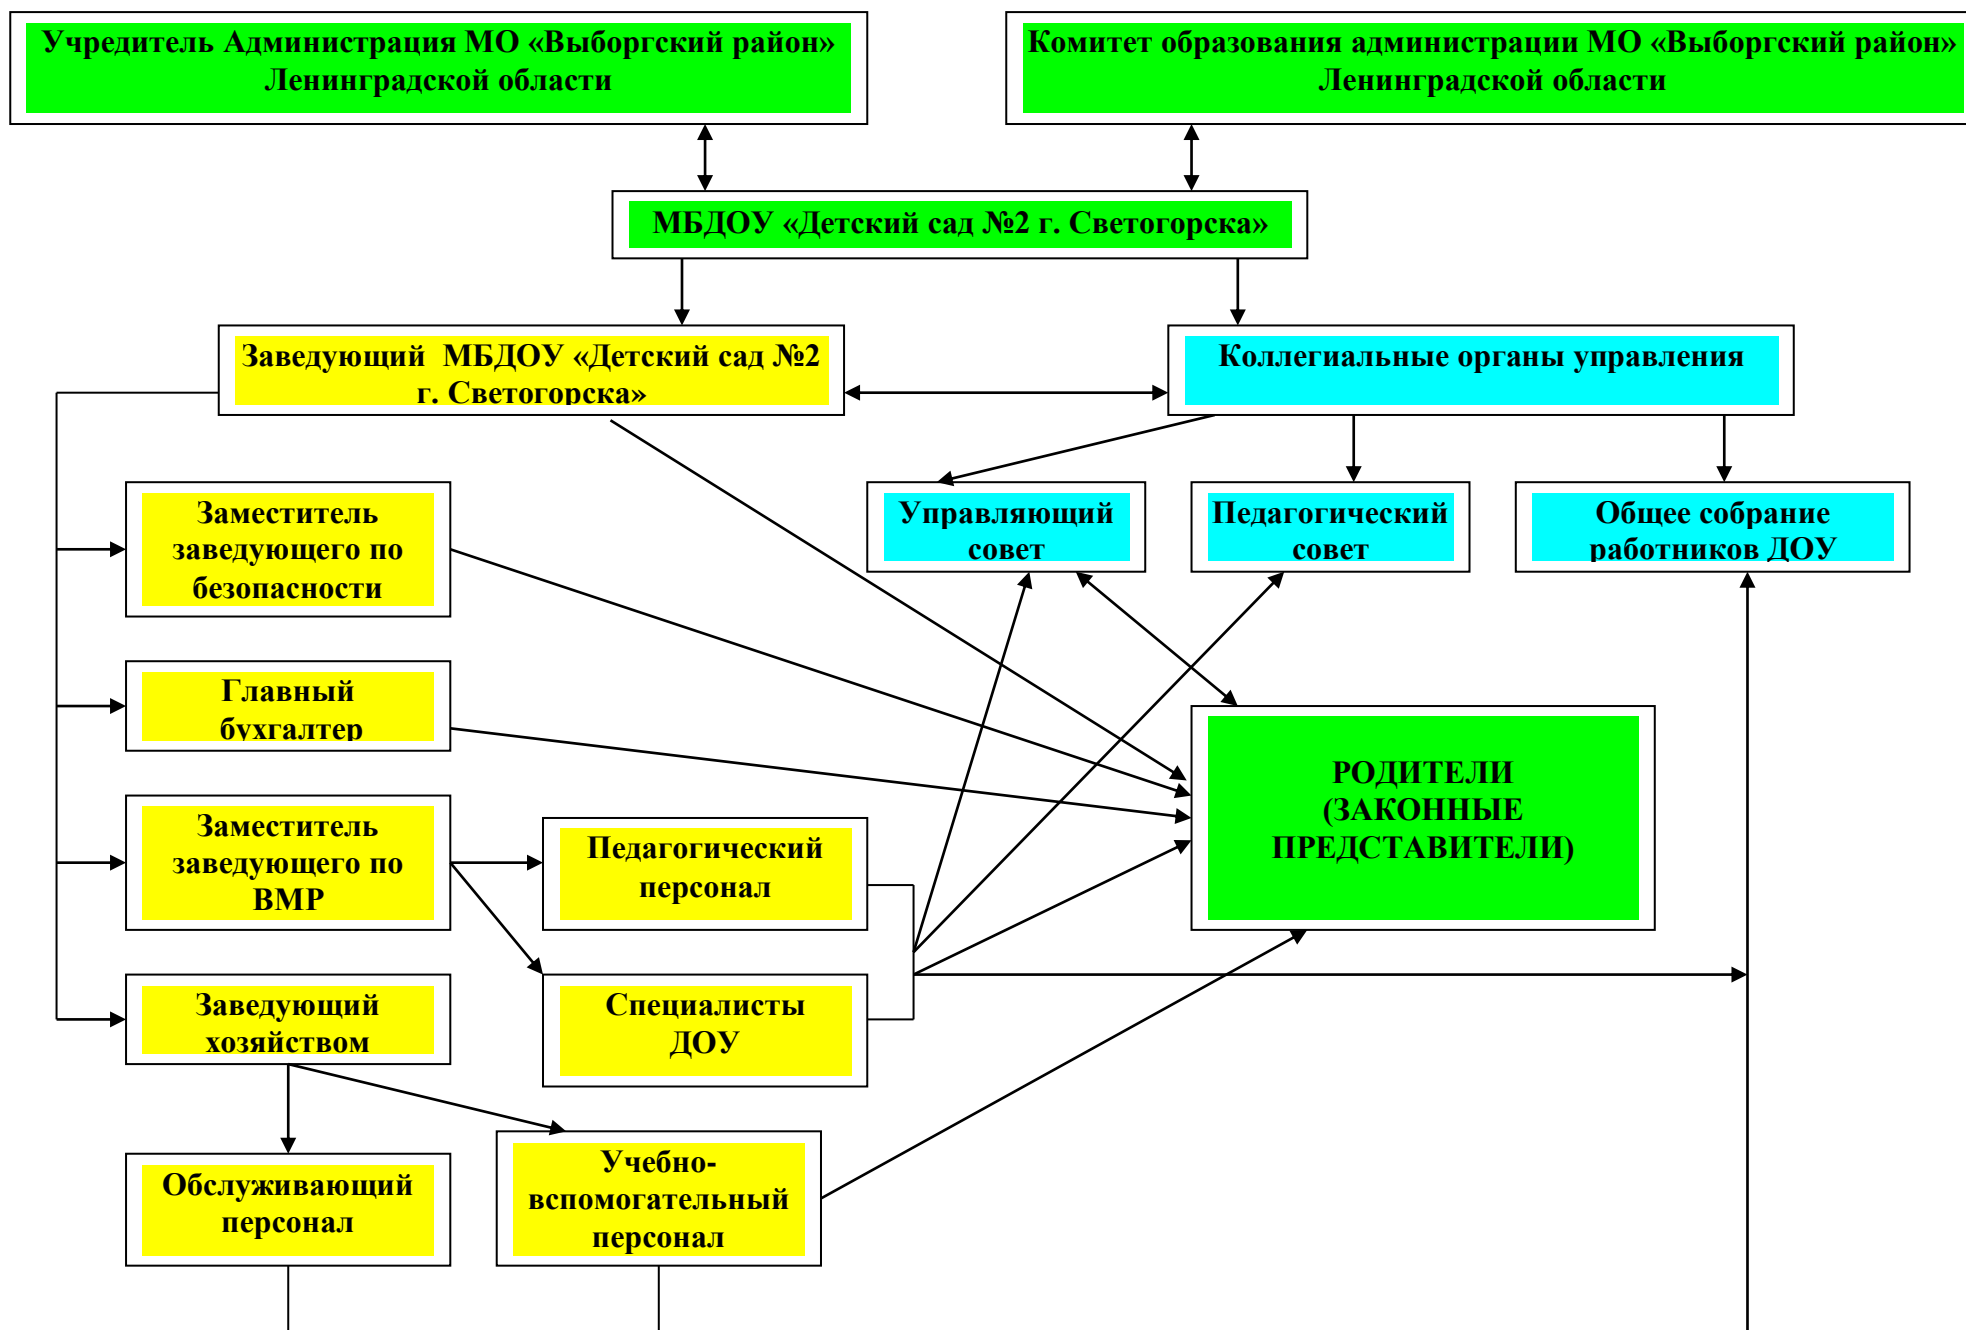 Учредитель Администрация МО «Выборгский район»
Ленинградской области
Комитет образования администрации МО «Выборгский район»
Ленинградской области
МБДОУ «Детский сад №2 г. Светогорска»
Заведующий МБДОУ «Детский сад №2
г. Светогорска»
Коллегиальные органы управления
Заместитель
заведующего по
безопасности
Управляющий
совет
Педагогический
совет
Общее собрание
работников ДОУ
Главный
бухгалтер
РОДИТЕЛИ
(ЗАКОННЫЕ
ПРЕДСТАВИТЕЛИ)
Заместитель
заведующего по
ВМР
Педагогический
персонал
Заведующий
хозяйством
Специалисты
ДОУ
Обслуживающий
персонал
Учебно-
вспомогательный
персонал